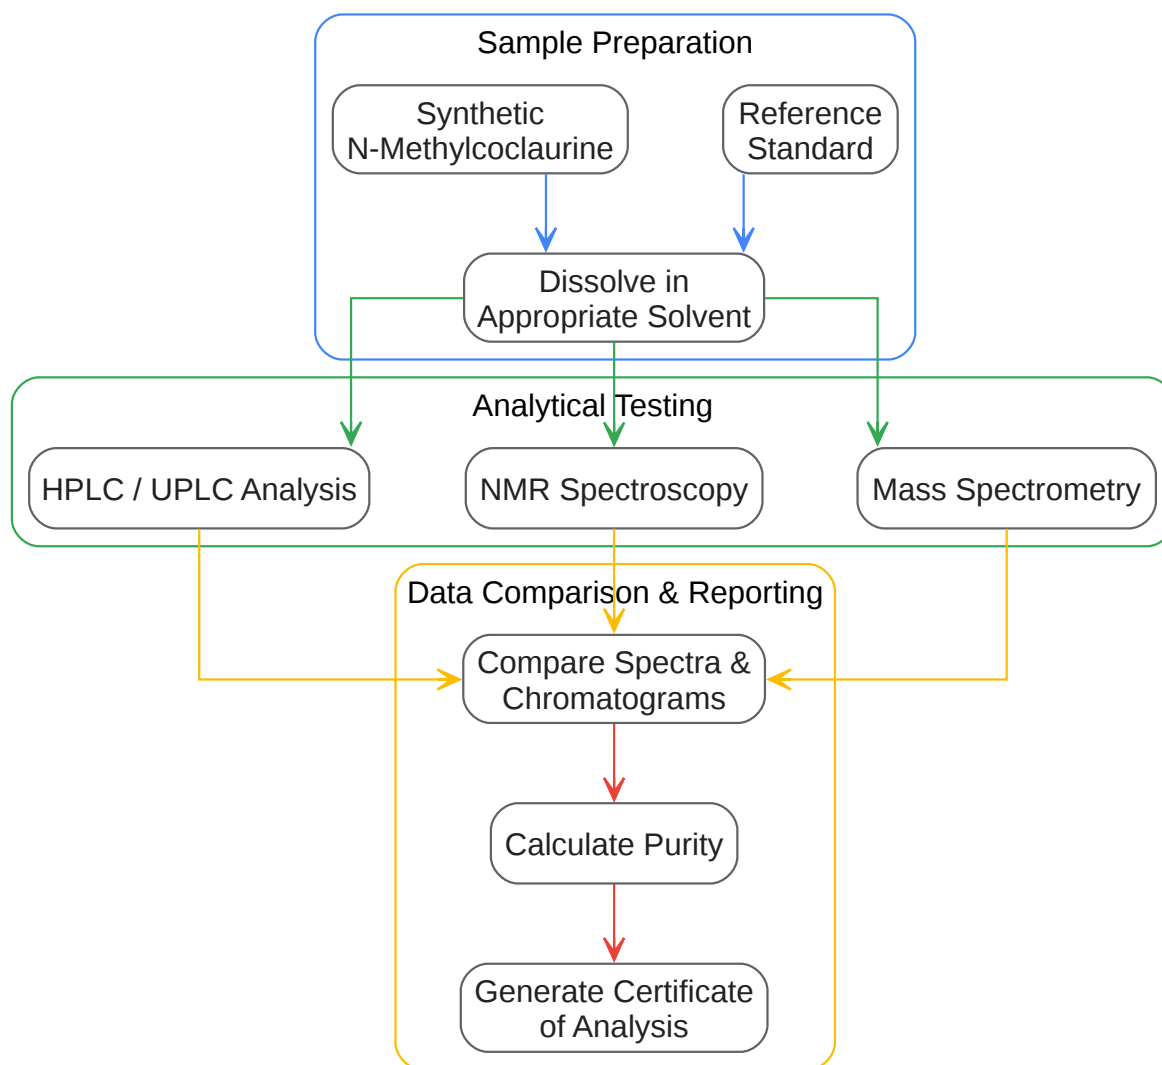 Sample Preparation
Synthetic
N-Methylcoclaurine
Reference
Standard
Dissolve in
Appropriate Solvent
Analytical Testing
HPLC / UPLC Analysis
NMR Spectroscopy
Mass Spectrometry
Data Comparison & Reporting
Compare Spectra &
Chromatograms
Calculate Purity
Generate Certificate
of Analysis